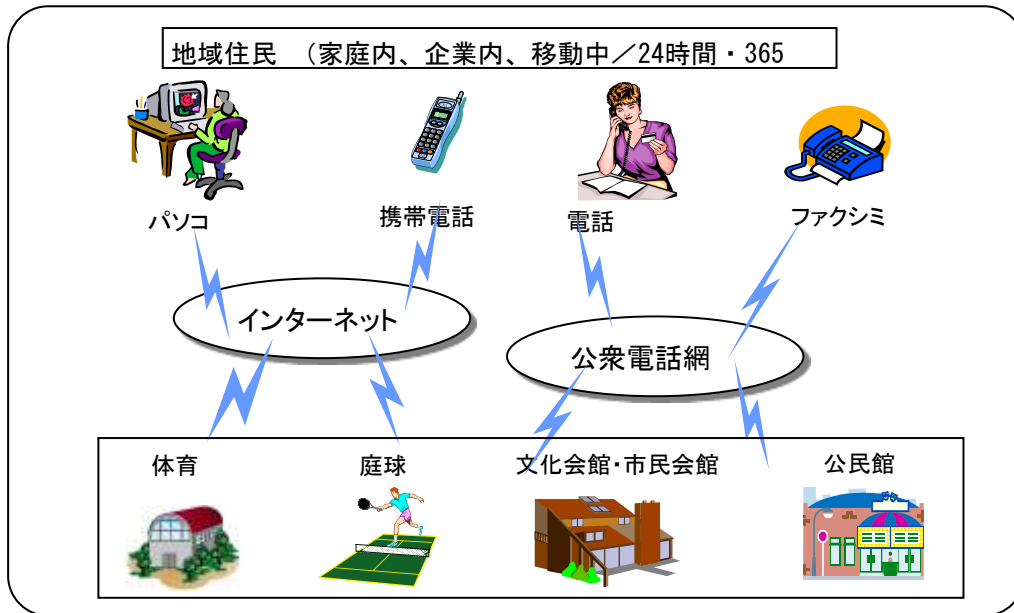 地域住民　（家庭内、企業内、移動中／24時間・365
パソコ
携帯電話
電話
ファクシミ
インターネット
公衆電話網
体育
庭球
文化会館・市民会館
公民館